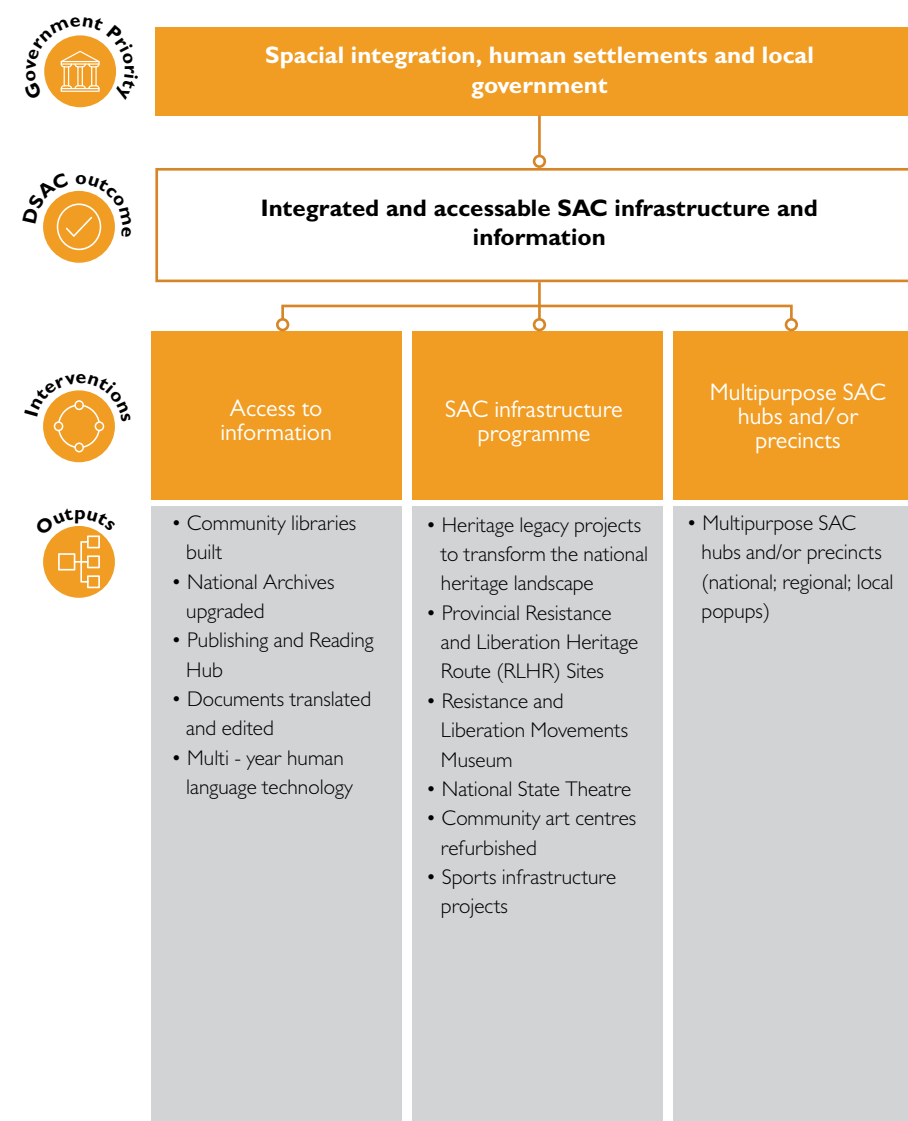 Government Priority
Spacial integration, human settlements and local
government
DSAC outcome
Integrated and accessable SAC infrastructure and
information
Interventions
Access to
information
SAC infrastructure
programme
Multipurpose SAC
hubs and/or
precincts
Outputs
• Community libraries
built
• National Archives
upgraded
• Publishing and Reading
Hub
• Documents translated
and edited
• Multi - year human
language technology
• Heritage legacy projects
to transform the national
heritage landscape
• Provincial Resistance
and Liberation Heritage
Route (RLHR) Sites
• Resistance and
Liberation Movements
Museum
• National State Theatre
• Community art centres
refurbished
• Sports infrastructure
projects
• Multipurpose SAC
hubs and/or precincts
(national; regional; local
popups)